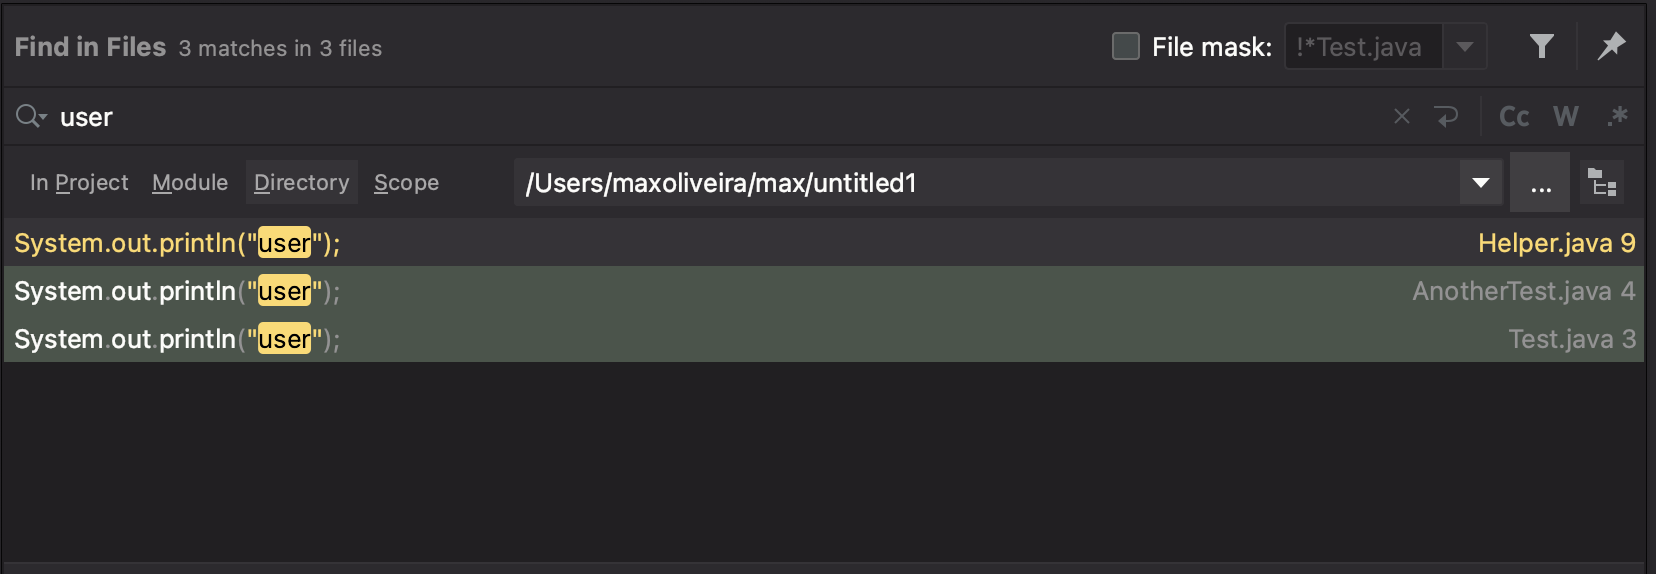 Find in Files 3 matches in 3 files File mask: !*Test.java
user Cc W .*
In Project Module Directory Scope /Users/maxoliveira/max/untitled1 ...
System.out.println("user"); Helper.java 9
System.out.println("user"); AnotherTest.java 4
System.out.println("user"); Test.java 3